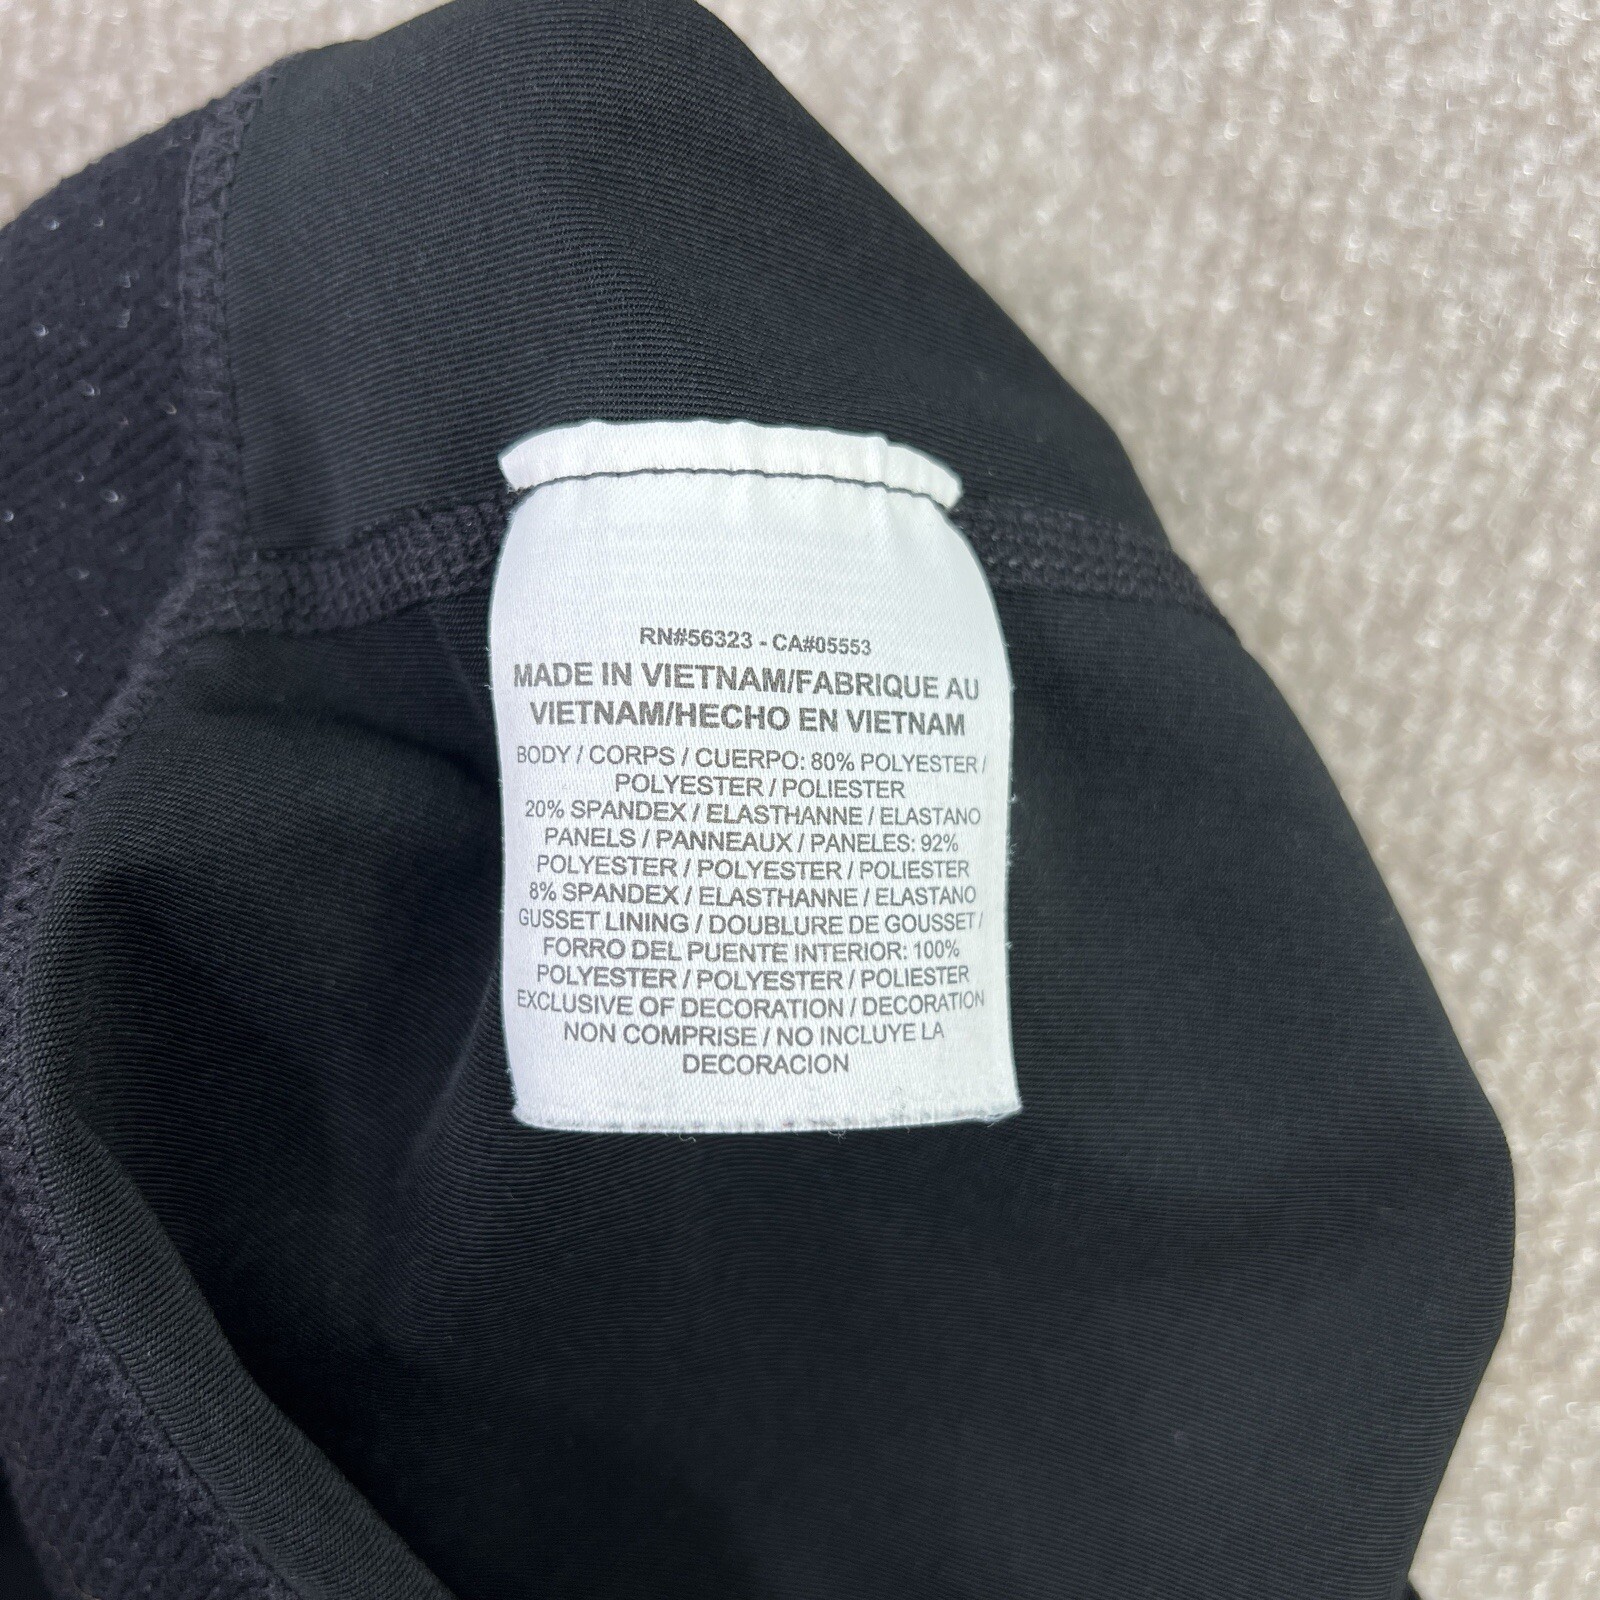 RN#56323 - CA#05553
MADE IN VIETNAM/FABRIQUE AU
VIETNAM/HECHO EN VIETNAM
BODY / CORPS / CUERPO: 80% POLYESTER /
POLYESTER / POLIESTER
20% SPANDEX / ELASTHANNE / ELASTANO
PANELS / PANNEAUX / PANELES: 92%
POLYESTER / POLYESTER / POLIESTER
8% SPANDEX / ELASTHANNE / ELASTANO
GUSSET LINING / DOUBLURE DE GOUSSET /
FORRO DEL PUENTE INTERIOR: 100%
POLYESTER / POLYESTER / POLIESTER
EXCLUSIVE OF DECORATION / DECORATION
NON COMPRISE / NO INCLUYE LA
DECORACION